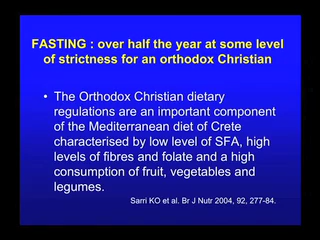 FASTING : over half the year at some level
of strictness for an orthodox Christian
• The Orthodox Christian dietary
regulations are an important component
of the Mediterranean diet of Crete
characterised by low level of SFA, high
levels of fibres and folate and a high
consumption of fruit, vegetables and
legumes.
Sarri KO et al. Br J Nutr 2004, 92, 277-84.